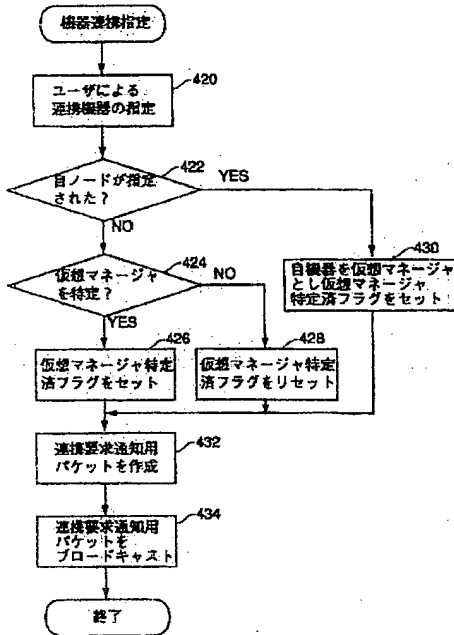 機器連携指定
420
ユーザによる
連携機器の指定
422
自ノードが指定
された？
YES
NO
424
仮想マネージャ
を特定？
NO
YES
430
自機器を仮想マネージャ
とし仮想マネージャ
特定済フラグをセット
426
仮想マネージャ特定
済フラグをセット
428
仮想マネージャ特定
済フラグをリセット
432
連携要求通知用
パケットを作成
434
連携要求通知用
パケットを
ブロードキャスト
終了